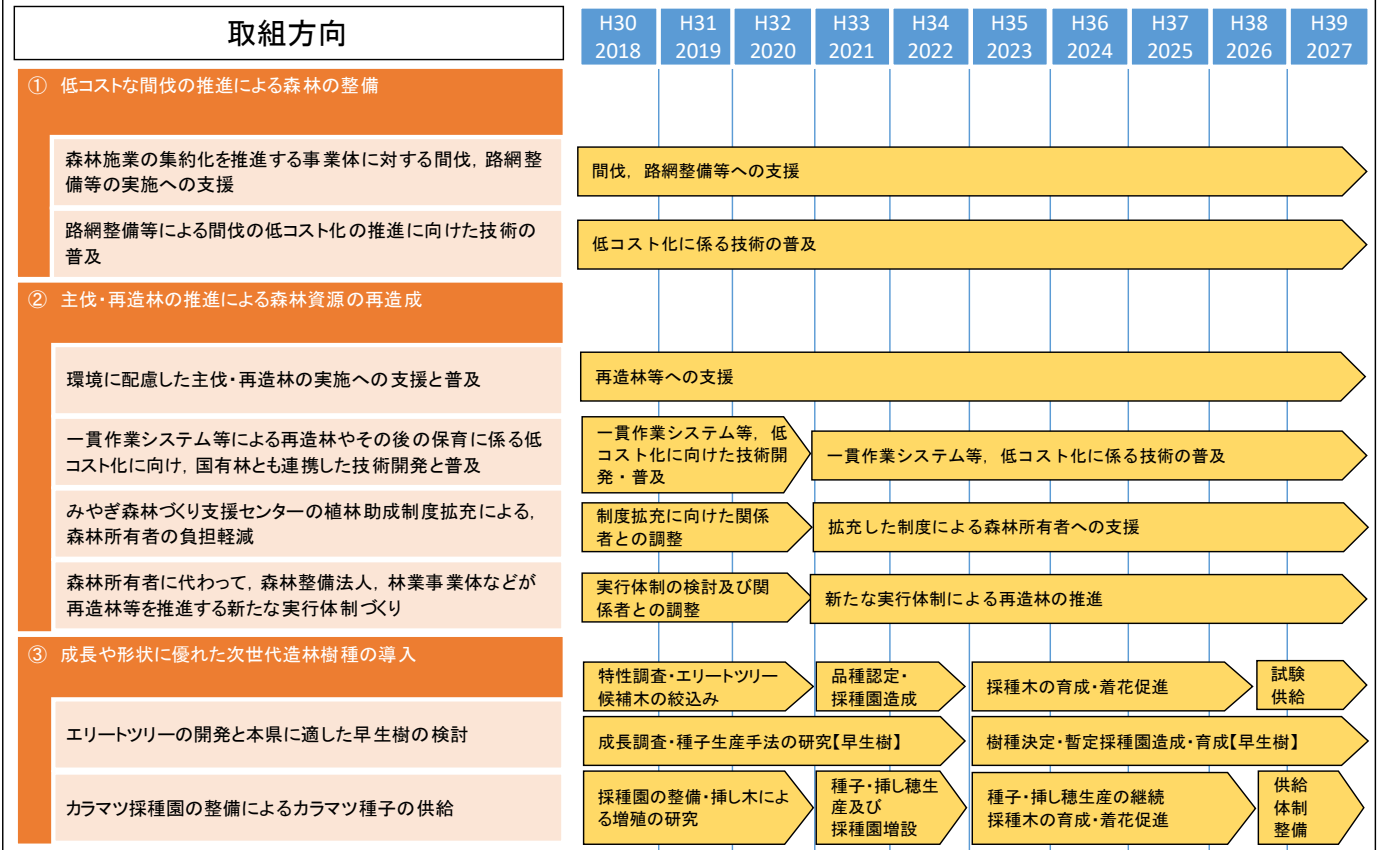 取組方向
H30 H31 H32 H33 H34 H35 H36 H37 H38 H39
2018 2019 2020 2021 2022 2023 2024 2025 2026 2027
① 低コストな間伐の推進による森林の整備
森林施業の集約化を推進する事業体に対する間伐，路網整
備等の実施への支援
間伐，路網整備等への支援
路網整備等による間伐の低コスト化の推進に向けた技術の
普及
低コスト化に係る技術の普及
② 主伐・再造林の推進による森林資源の再造成
環境に配慮した主伐・再造林の実施への支援と普及
再造林等への支援
一貫作業システム等による再造林やその後の保育に係る低
コスト化に向け，国有林とも連携した技術開発と普及
一貫作業システム等，低
コスト化に向けた技術開
発・普及
一貫作業システム等，低コスト化に係る技術の普及
みやぎ森林づくり支援センターの植林助成制度拡充による，
森林所有者の負担軽減
制度拡充に向けた関係
者との調整
拡充した制度による森林所有者への支援
森林所有者に代わって，森林整備法人，林業事業体などが
再造林等を推進する新たな実行体制づくり
実行体制の検討及び関
係者との調整
新たな実行体制による再造林の推進
③ 成長や形状に優れた次世代造林樹種の導入
特性調査・エリートツリー
候補木の絞込み
品種認定・
採種園造成
採種木の育成・着花促進
試験
供給
エリートツリーの開発と本県に適した早生樹の検討
成長調査・種子生産手法の研究【早生樹】
樹種決定・暫定採種園造成・育成【早生樹】
カラマツ採種園の整備によるカラマツ種子の供給
採種園の整備・挿し木によ
る増殖の研究
種子・挿し穂生
産及び
採種園増設
種子・挿し穂生産の継続
採種木の育成・着花促進
供給
体制
整備